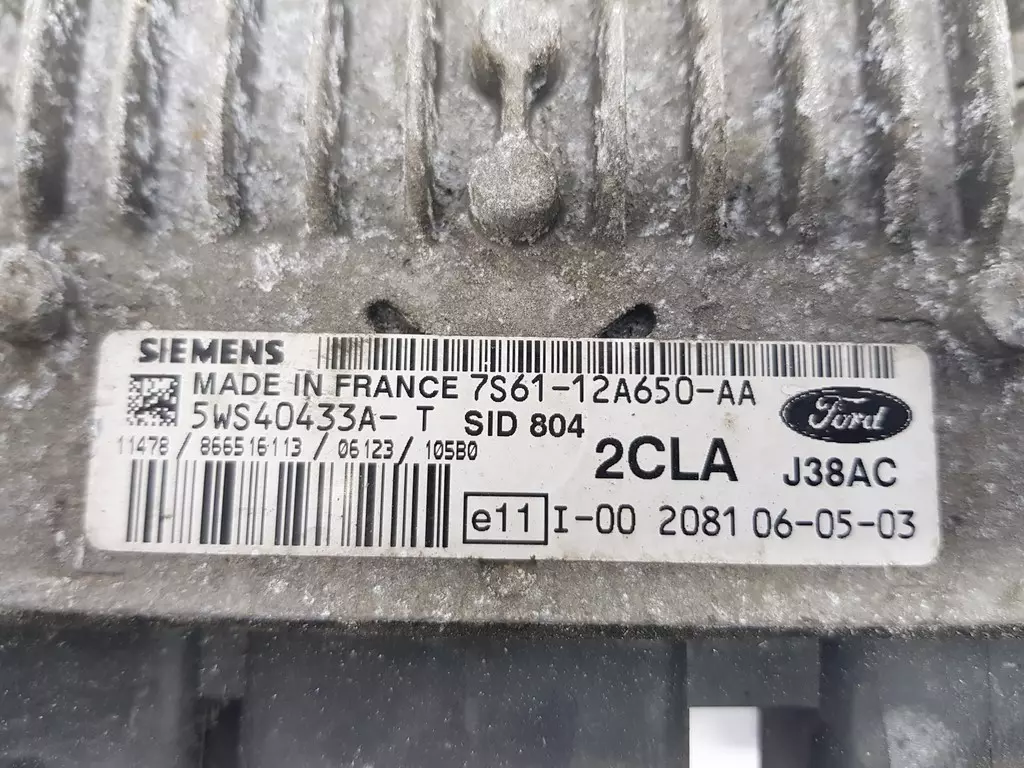 SIEMENS
MADE IN FRANCE 7S61-12A650-AA
5WS40433A- T SID 804
Ford
11478 / 866516113 / 06123 / 105B0
2CLA J38AC
e11 I-00 2081 06-05-03